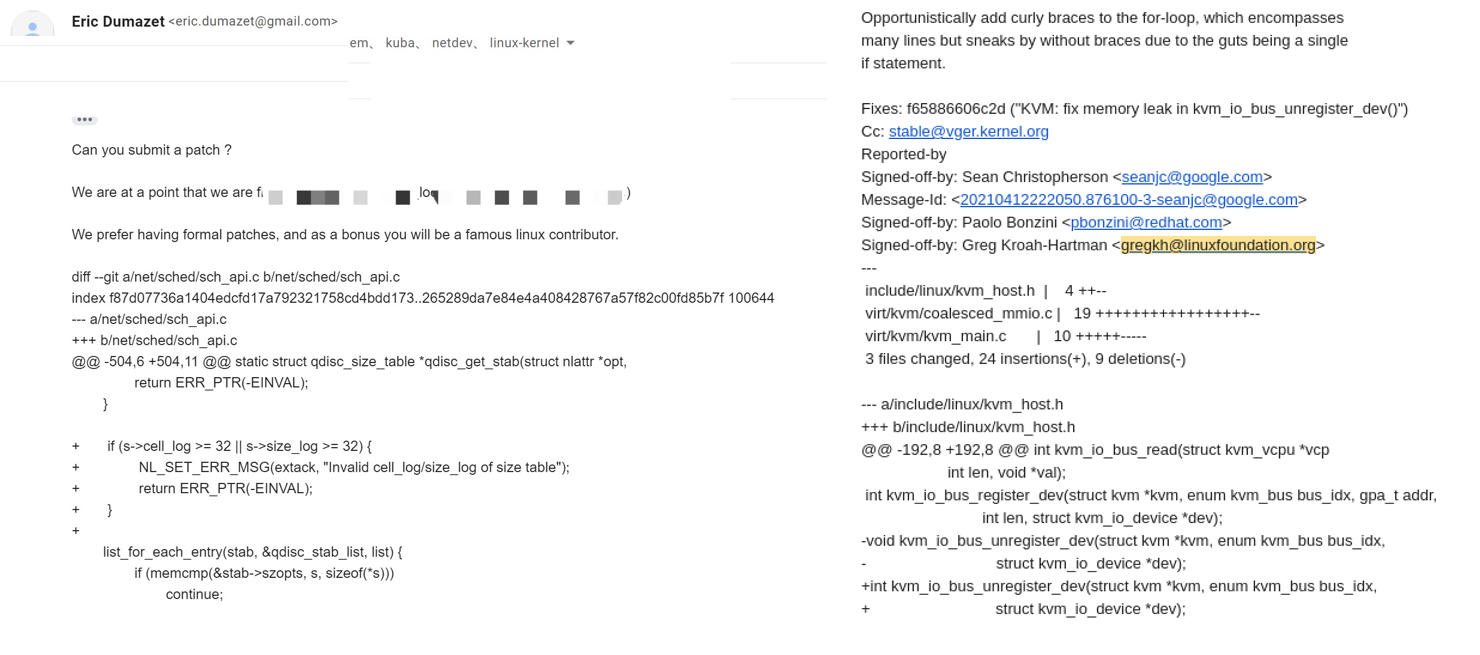 Eric Dumazet <eric.dumazet@gmail.com>
em、 kuba、 netdev、 linux-kernel
Can you submit a patch ?
We are at a point that we are )
We prefer having formal patches, and as a bonus you will be a famous linux contributor.
diff --git a/net/sched/sch_api.c b/net/sched/sch_api.c
index f87d07736a1404edcfd17a792321758cd4bdd173..265289da7e84e4a408428767a57f82c00fd85b7f 100644
--- a/net/sched/sch_api.c
+++ b/net/sched/sch_api.c
@@ -504,6 +504,11 @@ static struct qdisc_size_table *qdisc_get_stab(struct nlattr *opt,
return ERR_PTR(-EINVAL);
}
+ if (s->cell_log >= 32 || s->size_log >= 32) {
+ NL_SET_ERR_MSG(extack, "Invalid cell_log/size_log of size table");
+ return ERR_PTR(-EINVAL);
+ }
+
list_for_each_entry(stab, &qdisc_stab_list, list) {
if (memcmp(&stab->szopts, s, sizeof(*s)))
continue;
Opportunistically add curly braces to the for-loop, which encompasses
many lines but sneaks by without braces due to the guts being a single
if statement.
Fixes: f65886606c2d ("KVM: fix memory leak in kvm_io_bus_unregister_dev()")
Cc: stable@vger.kernel.org
Reported-by
Signed-off-by: Sean Christopherson <seanjc@google.com>
Message-Id: <20210412222050.876100-3-seanjc@google.com>
Signed-off-by: Paolo Bonzini <pbonzini@redhat.com>
Signed-off-by: Greg Kroah-Hartman <gregkh@linuxfoundation.org>
---
include/linux/kvm_host.h | 4 ++--
virt/kvm/coalesced_mmio.c | 19 +++++++++++++++++--
virt/kvm/kvm_main.c | 10 +++++-----
3 files changed, 24 insertions(+), 9 deletions(-)
--- a/include/linux/kvm_host.h
+++ b/include/linux/kvm_host.h
@@ -192,8 +192,8 @@ int kvm_io_bus_read(struct kvm_vcpu *vcp
int len, void *val);
int kvm_io_bus_register_dev(struct kvm *kvm, enum kvm_bus bus_idx, gpa_t addr,
int len, struct kvm_io_device *dev);
-void kvm_io_bus_unregister_dev(struct kvm *kvm, enum kvm_bus bus_idx,
- struct kvm_io_device *dev);
+int kvm_io_bus_unregister_dev(struct kvm *kvm, enum kvm_bus bus_idx,
+ struct kvm_io_device *dev);